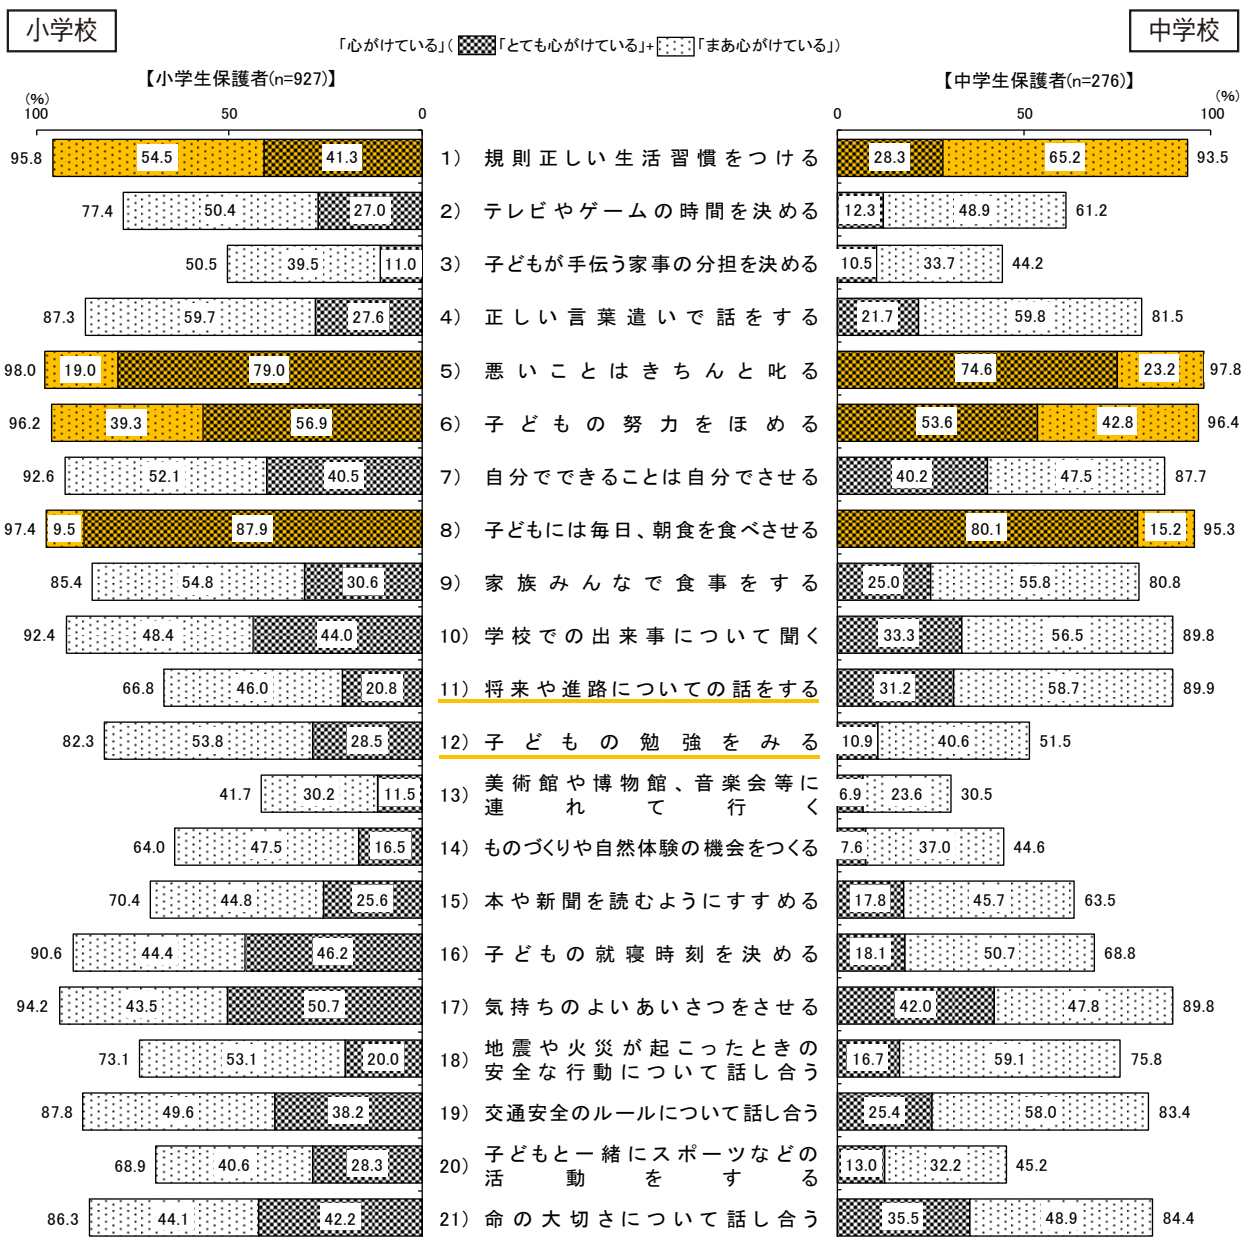 小学校
中学校
「心がけている」(「とても心がけている」+「まあ心がけている」)
【小学生保護者(n=927)】
【中学生保護者(n=276)】
(%)
100 50 0
(%)
0 50 100
95.8 54.5 41.3 1) 規則正しい生活習慣をつける 28.3 65.2 93.5
77.4 50.4 27.0 2) テレビやゲームの時間を決める 12.3 48.9 61.2
50.5 39.5 11.0 3) 子どもが手伝う家事の分担を決める 10.5 33.7 44.2
87.3 59.7 27.6 4) 正しい言葉遣いで話をする 21.7 59.8 81.5
98.0 19.0 79.0 5) 悪いことはきちんと叱る 74.6 23.2 97.8
96.2 39.3 56.9 6) 子どもの努力をほめる 53.6 42.8 96.4
92.6 52.1 40.5 7) 自分でできることは自分でさせる 40.2 47.5 87.7
97.4 9.5 87.9 8) 子どもには毎日、朝食を食べさせる 80.1 15.2 95.3
85.4 54.8 30.6 9) 家族みんなで食事をする 25.0 55.8 80.8
92.4 48.4 44.0 10) 学校での出来事について聞く 33.3 56.5 89.8
66.8 46.0 20.8 11) 将来や進路についての話をする 31.2 58.7 89.9
82.3 53.8 28.5 12) 子どもの勉強をみる 10.9 40.6 51.5
41.7 30.2 11.5 13) 美術館や博物館、音楽会等に
連れて行く 6.9 23.6 30.5
64.0 47.5 16.5 14) ものづくりや自然体験の機会をつくる 7.6 37.0 44.6
70.4 44.8 25.6 15) 本や新聞を読むようにすすめる 17.8 45.7 63.5
90.6 44.4 46.2 16) 子どもの就寝時刻を決める 18.1 50.7 68.8
94.2 43.5 50.7 17) 気持ちのよいあいさつをさせる 42.0 47.8 89.8
73.1 53.1 20.0 18) 地震や火災が起こったときの
安全な行動について話し合う 16.7 59.1 75.8
87.8 49.6 38.2 19) 交通安全のルールについて話し合う 25.4 58.0 83.4
68.9 40.6 28.3 20) 子どもと一緒にスポーツなどの
活動をする 13.0 32.2 45.2
86.3 44.1 42.2 21) 命の大切さについて話し合う 35.5 48.9 84.4